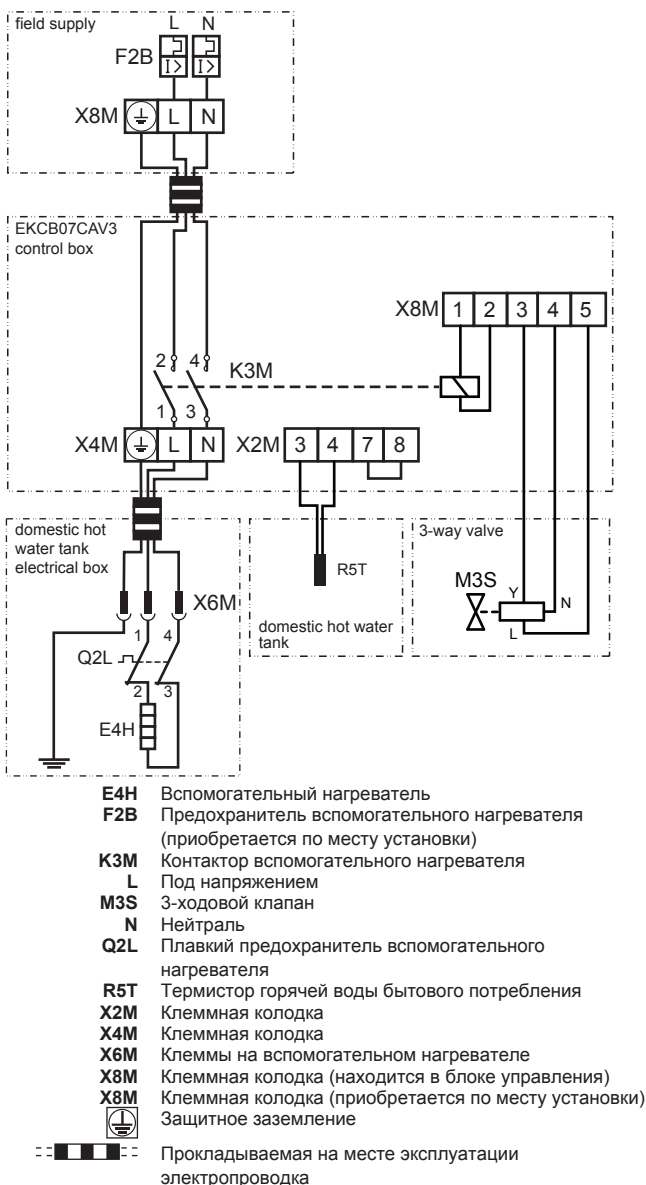 field supply
L N
F2B
I> I>
X8M L N
EKCB07CAV3
control box
X8M 1 2 3 4 5
2 4
K3M
1 3
X4M L N X2M 3 4 7 8
domestic hot
water tank
electrical box
X6M
1 4
Q2L
2 3
E4H
R5T
domestic hot water
tank
3-way valve
M3S
Y
N
L
E4H Вспомогательный нагреватель
F2B Предохранитель вспомогательного нагревателя
(приобретается по месту установки)
K3M Контактор вспомогательного нагревателя
L Под напряжением
M3S 3-ходовой клапан
N Нейтраль
Q2L Плавкий предохранитель вспомогательного
нагревателя
R5T Термистор горячей воды бытового потребления
X2M Клеммная колодка
X4M Клеммная колодка
X6M Клеммы на вспомогательном нагревателе
X8M Клеммная колодка (находится в блоке управления)
X8M Клеммная колодка (приобретается по месту установки)
Защитное заземление
Прокладываемая на месте эксплуатации
электропроводка